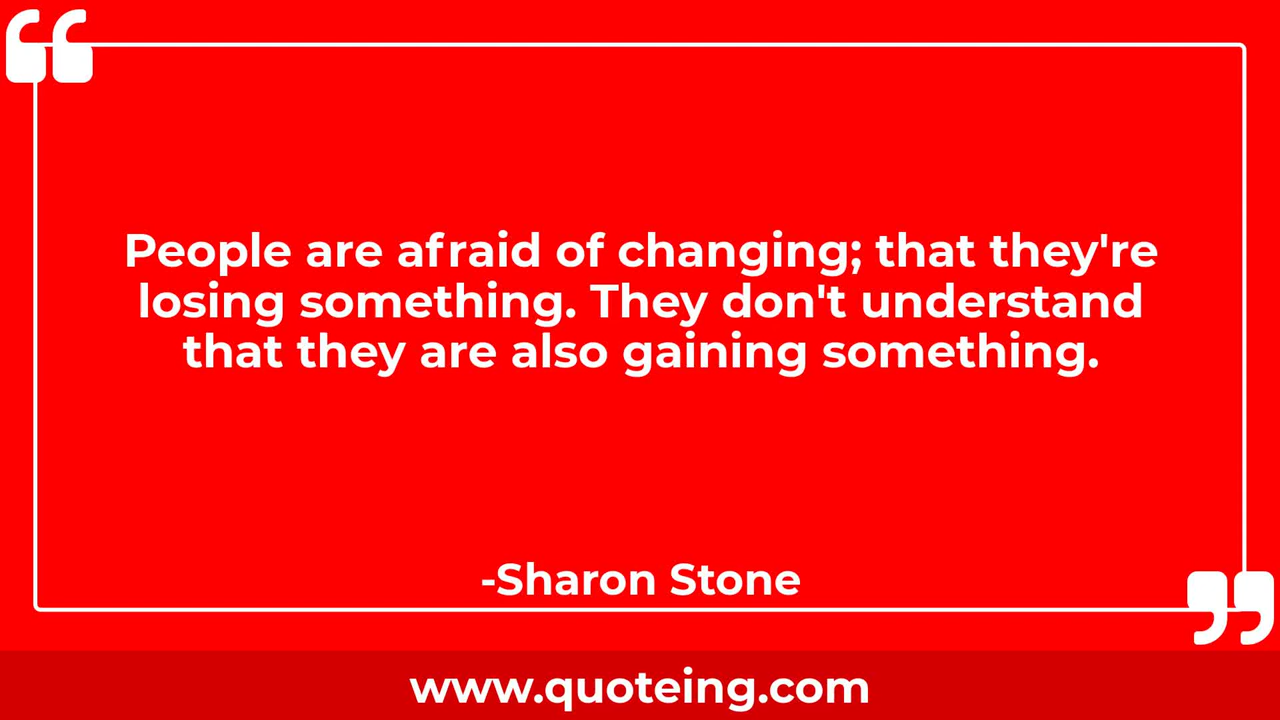 People are afraid of changing; that they're
losing something. They don't understand
that they are also gaining something.
-Sharon Stone
www.quoteing.com